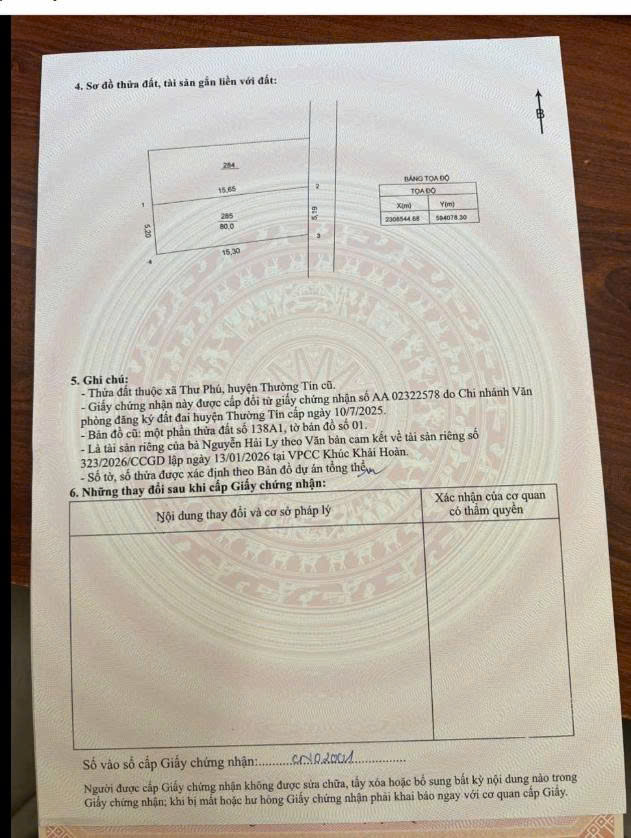 4. Sơ đồ thửa đất, tài sản gắn liền với đất:
B
284
15,65
1
2
285
80,0
5,20
5,19
3
4
15,30
BẢNG TỌA ĐỘ
TỌA ĐỘ
X(m) Y(m)
2308544.68 594078.30
5. Ghi chú:
- Thửa đất thuộc xã Thư Phú, huyện Thường Tín cũ.
- Giấy chứng nhận này được cấp đổi từ giấy chứng nhận số AA 02322578 do Chi nhánh Văn
phòng đăng ký đất đai huyện Thường Tín cấp ngày 10/7/2025.
- Bản đồ cũ: một phần thửa đất số 138A1, tờ bản đồ số 01.
- Là tài sản riêng của bà Nguyễn Hải Ly theo Văn bản cam kết về tài sản riêng số
323/2026/CCGD lập ngày 13/01/2026 tại VPCC Khúc Khải Hoàn.
- Số tờ, số thửa được xác định theo Bản đồ dự án tổng thể.
6. Những thay đổi sau khi cấp Giấy chứng nhận:
Nội dung thay đổi và cơ sở pháp lý
Xác nhận của cơ quan
có thẩm quyền
Số vào sổ cấp Giấy chứng nhận:
Người được cấp Giấy chứng nhận không được sửa chữa, tẩy xóa hoặc bổ sung bất kỳ nội dung nào trong
Giấy chứng nhận; khi bị mất hoặc hư hỏng Giấy chứng nhận phải khai báo ngay với cơ quan cấp Giấy.